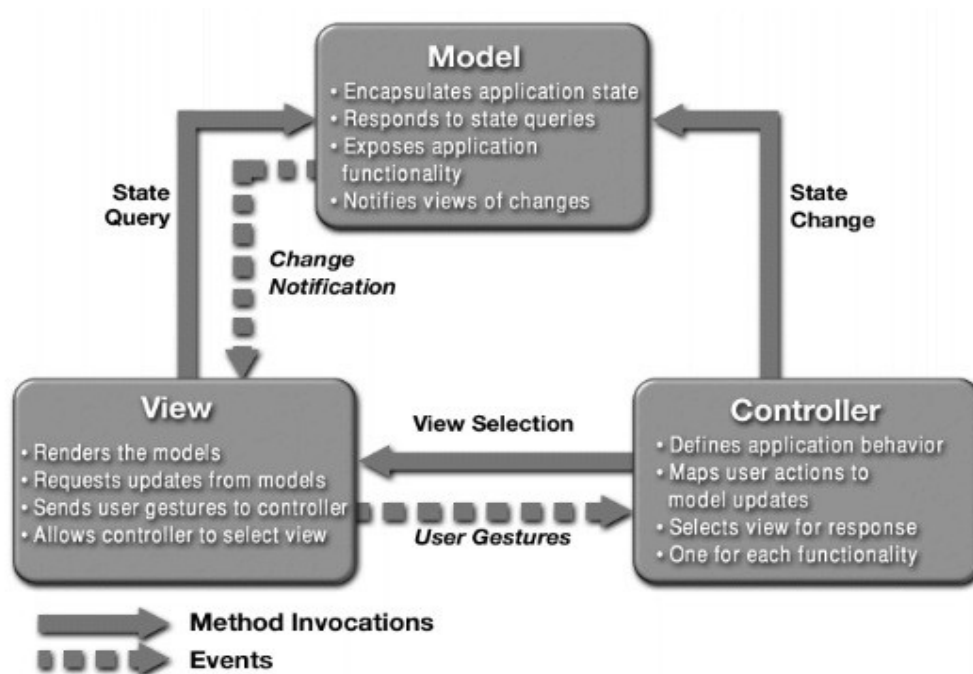 Model
• Encapsulates application state
• Responds to state queries
• Exposes application
functionality
• Notifies views of changes
State
Query
Change
Notification
State
Change
View
• Renders the models
• Requests updates from models
• Sends user gestures to controller
• Allows controller to select view
View Selection
User Gestures
Controller
• Defines application behavior
• Maps user actions to
model updates
• Selects view for response
• One for each functionality
Method Invocations
Events